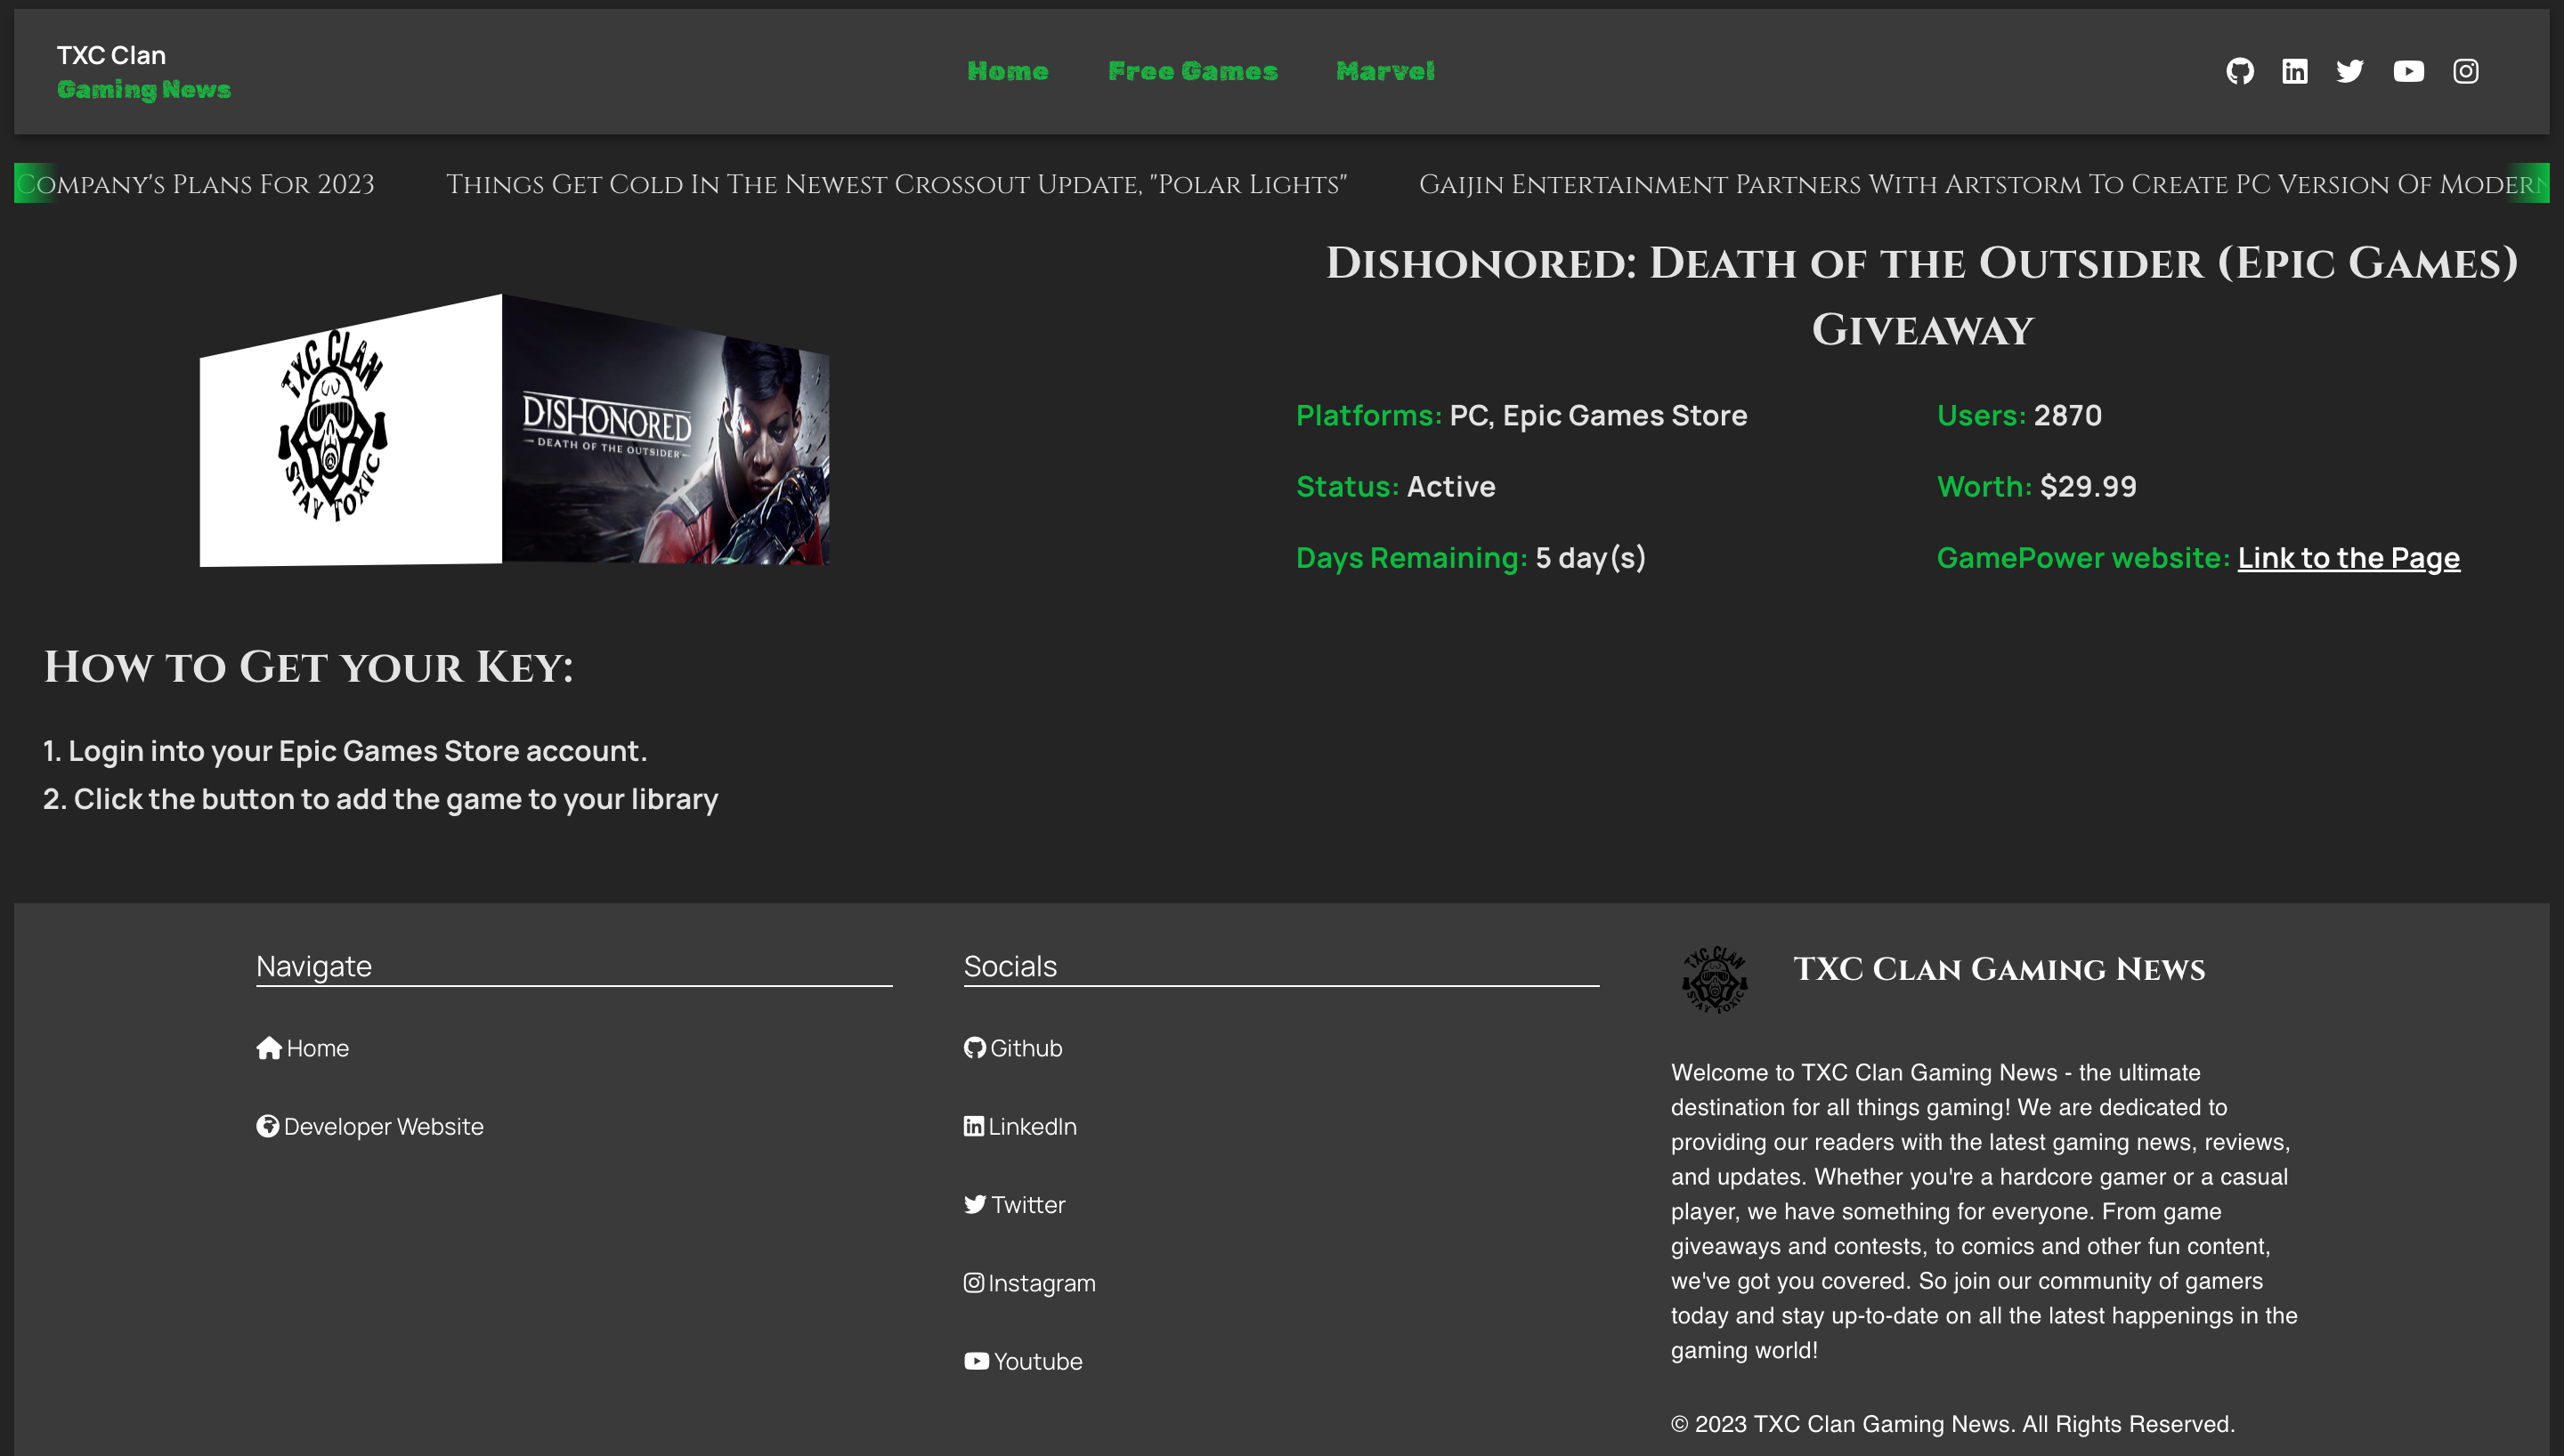 TXC Clan
Gaming News
Home
Free Games
Marvel
Company's Plans For 2023
Things Get Cold In The Newest Crossout Update, "Polar Lights"
Gaijin Entertainment Partners With Artstorm To Create PC Version Of Modern
Dishonored: Death of the Outsider (Epic Games)
Giveaway
TXC CLAN
STAY TOXIC
DISHONORED
DEATH OF THE OUTSIDER
Platforms: PC, Epic Games Store
Users: 2870
Status: Active
Worth: $29.99
Days Remaining: 5 day(s)
GamePower website: Link to the Page
How to Get your Key:
1. Login into your Epic Games Store account.
2. Click the button to add the game to your library
Navigate
Home
Developer Website
Socials
Github
LinkedIn
Twitter
Instagram
Youtube
TXC CLAN
STAY TOXIC
TXC Clan Gaming News
Welcome to TXC Clan Gaming News - the ultimate
destination for all things gaming! We are dedicated to
providing our readers with the latest gaming news, reviews,
and updates. Whether you're a hardcore gamer or a casual
player, we have something for everyone. From game
giveaways and contests, to comics and other fun content,
we've got you covered. So join our community of gamers
today and stay up-to-date on all the latest happenings in the
gaming world!
© 2023 TXC Clan Gaming News. All Rights Reserved.